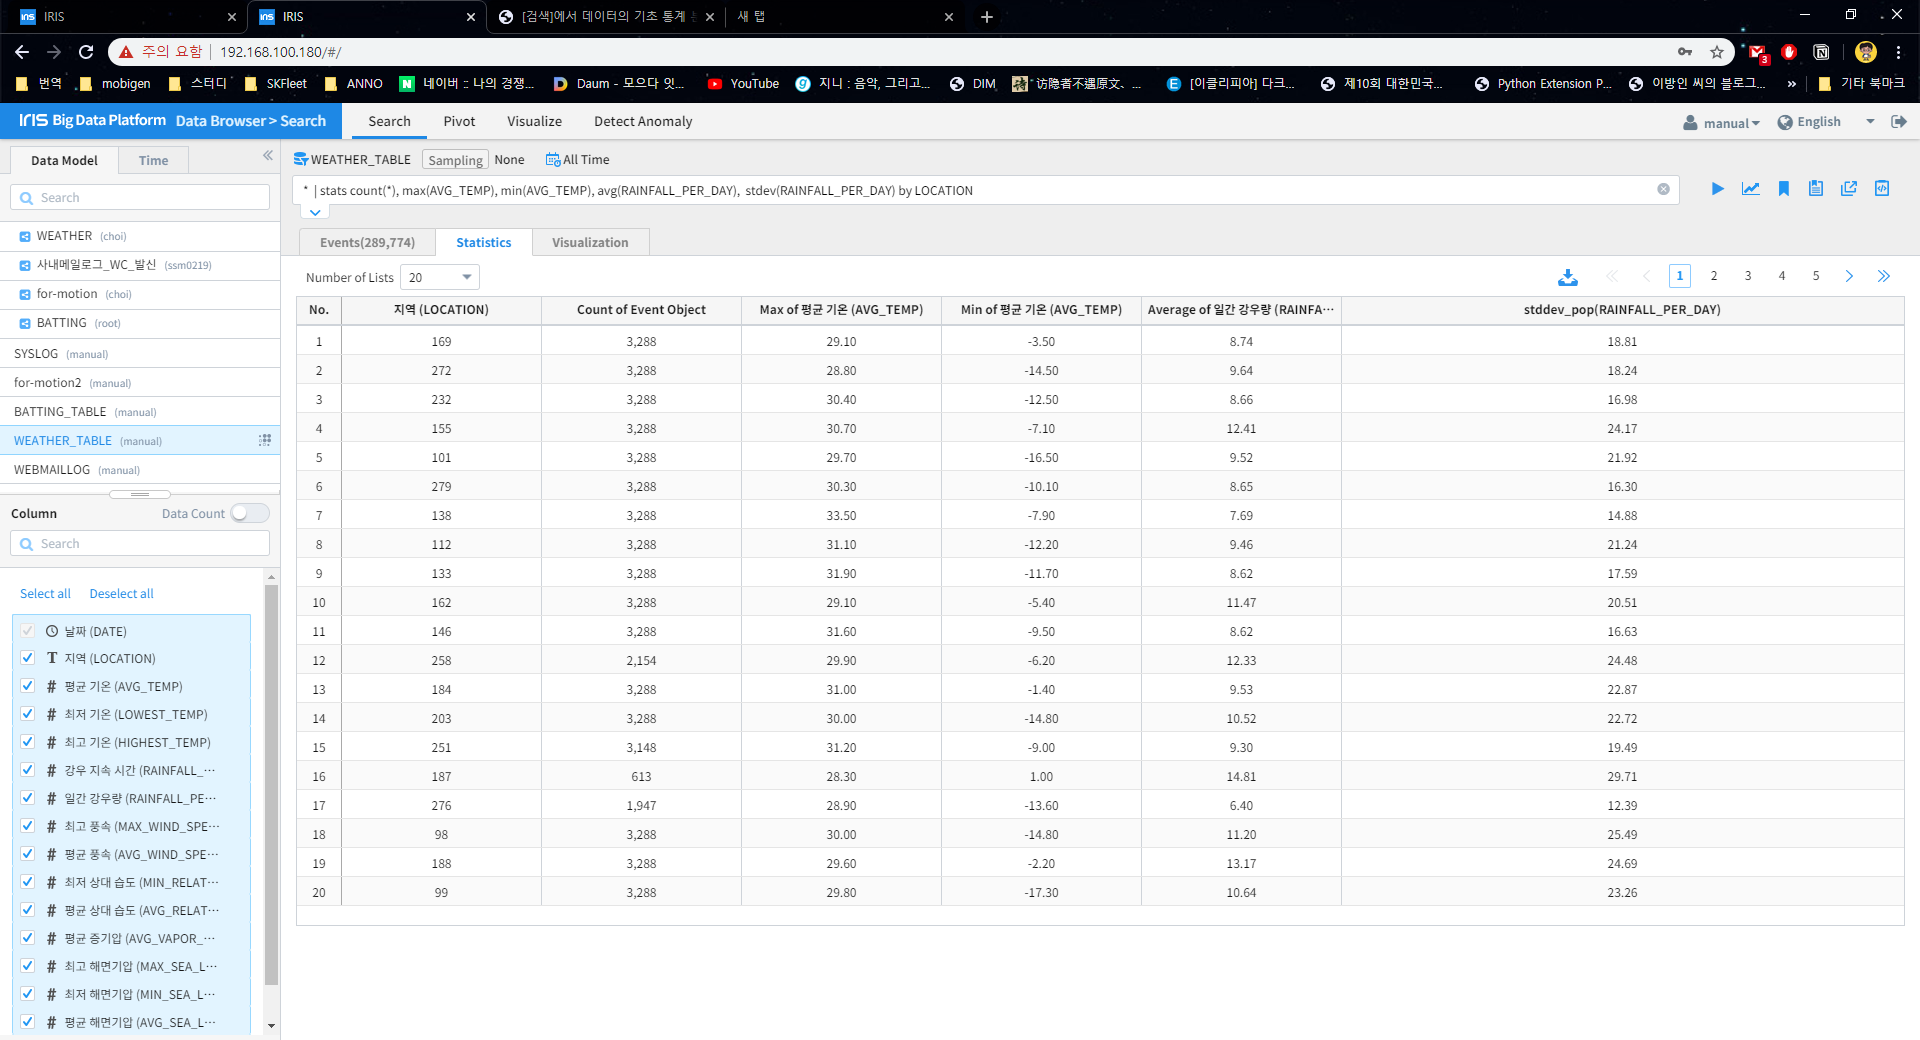 IRIS
IRIS
[검색]에서 데이터의 기초 통계
새 탭
주의 요함 192.168.100.180/#/
3
번역 mobigen 스터디 SKFleet ANNO 네이버 :: 나의 경쟁... Daum - 모으다 잇... YouTube 지니 : 음악, 그리고... DIM 访隐者不遇原文、... [이클리피아] 다크... 제10회 대한민국... Python Extension P... 이방인 씨의 블로그... » 기타 북마크
IRIS Big Data Platform Data Browser > Search Search Pivot Visualize Detect Anomaly manual English
Data Model Time
Search
WEATHER (choi)
사내메일로그_WC_발신 (ssm0219)
for-motion (choi)
BATTING (root)
SYSLOG (manual)
for-motion2 (manual)
BATTING_TABLE (manual)
WEATHER_TABLE (manual)
WEBMAILLOG (manual)
Column Data Count
Search
Select all Deselect all
날짜 (DATE)
T 지역 (LOCATION)
# 평균 기온 (AVG_TEMP)
# 최저 기온 (LOWEST_TEMP)
# 최고 기온 (HIGHEST_TEMP)
# 강우 지속 시간 (RAINFALL_···
# 일간 강우량 (RAINFALL_PE···
# 최고 풍속 (MAX_WIND_SPE···
# 평균 풍속 (AVG_WIND_SPE···
# 최저 상대 습도 (MIN_RELAT···
# 평균 상대 습도 (AVG_RELAT···
# 평균 증기압 (AVG_VAPOR_···
# 최고 해면기압 (MAX_SEA_L···
# 최저 해면기압 (MIN_SEA_L···
# 평균 해면기압 (AVG_SEA_L···
WEATHER_TABLE Sampling None All Time
* | stats count(*), max(AVG_TEMP), min(AVG_TEMP), avg(RAINFALL_PER_DAY), stdev(RAINFALL_PER_DAY) by LOCATION
Events(289,774) Statistics Visualization
Number of Lists 20 1 2 3 4 5
No. 지역 (LOCATION) Count of Event Object Max of 평균 기온 (AVG_TEMP) Min of 평균 기온 (AVG_TEMP) Average of 일간 강우량 (RAINFA··· stddev_pop(RAINFALL_PER_DAY)
1 169 3,288 29.10 -3.50 8.74 18.81
2 272 3,288 28.80 -14.50 9.64 18.24
3 232 3,288 30.40 -12.50 8.66 16.98
4 155 3,288 30.70 -7.10 12.41 24.17
5 101 3,288 29.70 -16.50 9.52 21.92
6 279 3,288 30.30 -10.10 8.65 16.30
7 138 3,288 33.50 -7.90 7.69 14.88
8 112 3,288 31.10 -12.20 9.46 21.24
9 133 3,288 31.90 -11.70 8.62 17.59
10 162 3,288 29.10 -5.40 11.47 20.51
11 146 3,288 31.60 -9.50 8.62 16.63
12 258 2,154 29.90 -6.20 12.33 24.48
13 184 3,288 31.00 -1.40 9.53 22.87
14 203 3,288 30.00 -14.80 10.52 22.72
15 251 3,148 31.20 -9.00 9.30 19.49
16 187 613 28.30 1.00 14.81 29.71
17 276 1,947 28.90 -13.60 6.40 12.39
18 98 3,288 30.00 -14.80 11.20 25.49
19 188 3,288 29.60 -2.20 13.17 24.69
20 99 3,288 29.80 -17.30 10.64 23.26